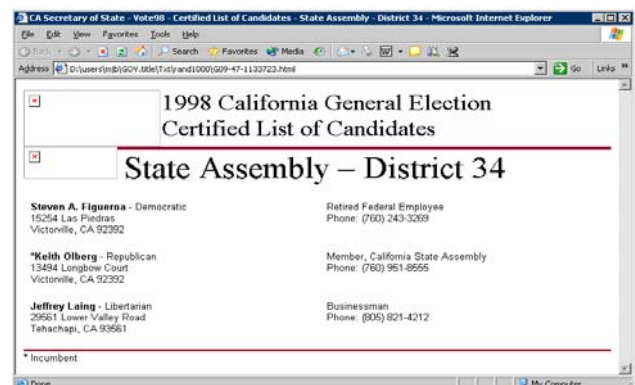 CA Secretary of State - Vote98 - Certified List of Candidates - State Assembly - District 34 - Microsoft Internet Explorer
File Edit View Favorites Tools Help
Back Search Favorites Media
Address D:\users\mjb\GOV.title\Txt\rand1000\G09-47-1133723.html Go Links »
1998 California General Election
Certified List of Candidates
State Assembly – District 34
Steven A. Figueroa - Democratic Retired Federal Employee
15254 Las Piedras Phone: (760) 243-3269
Victorville, CA 92392
*Keith Olberg - Republican Member, California State Assembly
13494 Longbow Court Phone: (760) 951-8555
Victorville, CA 92392
Jeffrey Laing - Libertarian Businessman
29561 Lower Valley Road Phone: (805) 821-4212
Tehachapi, CA 93561
* Incumbent
Done My Computer